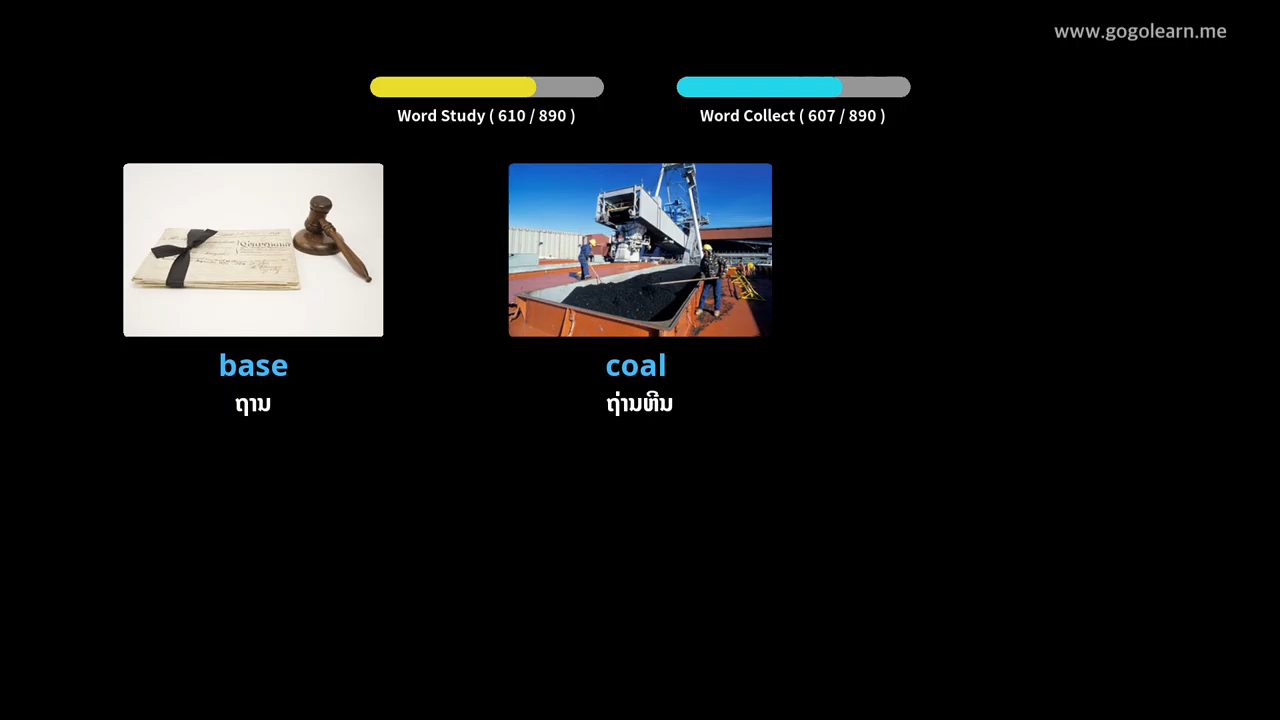 www.gogolearn.me
Word Study ( 610 / 890 )
Word Collect ( 607 / 890 )
base
ຖານ
coal
ຖ່ານຫີນ